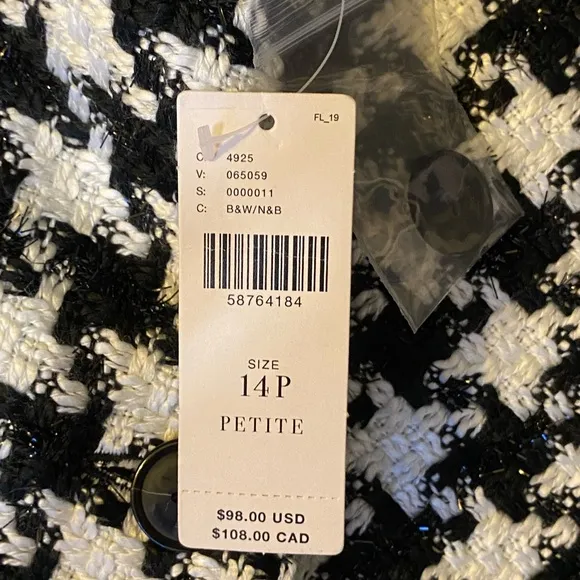 FL_19
C: 4925
V: 065059
S: 0000011
C: B&W/N&B
58764184
SIZE
14P
PETITE
$98.00 USD
$108.00 CAD